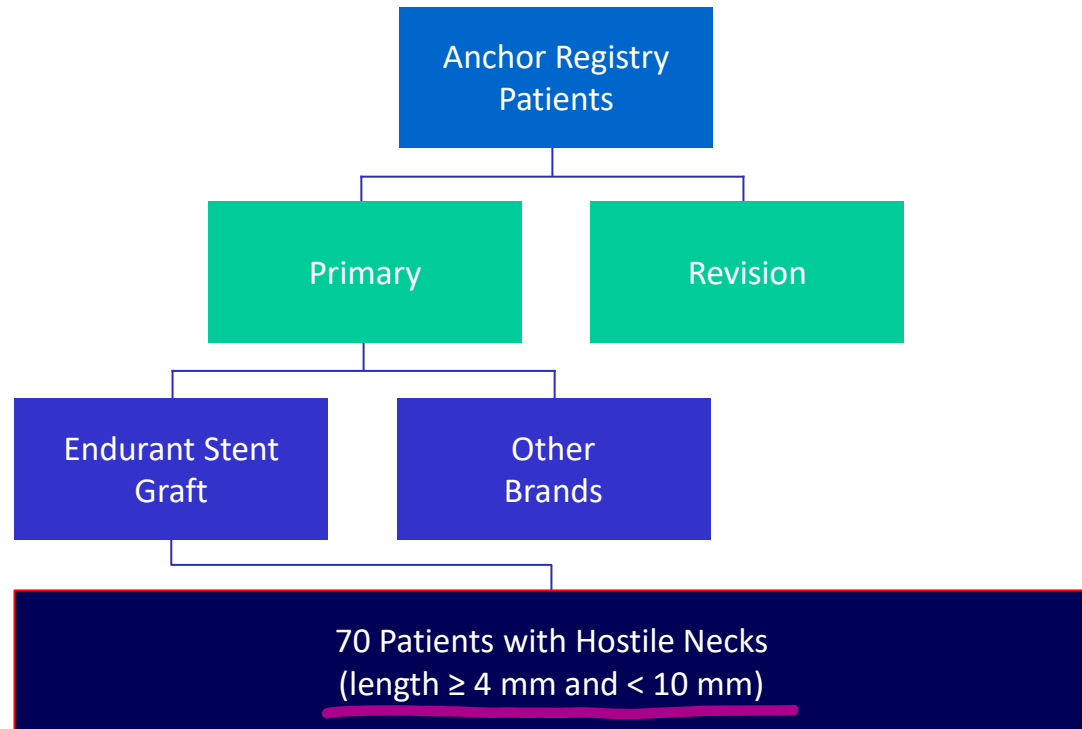 Anchor Registry
Patients
Primary
Revision
Endurant Stent
Graft
Other
Brands
70 Patients with Hostile Necks
(length ≥ 4 mm and < 10 mm)